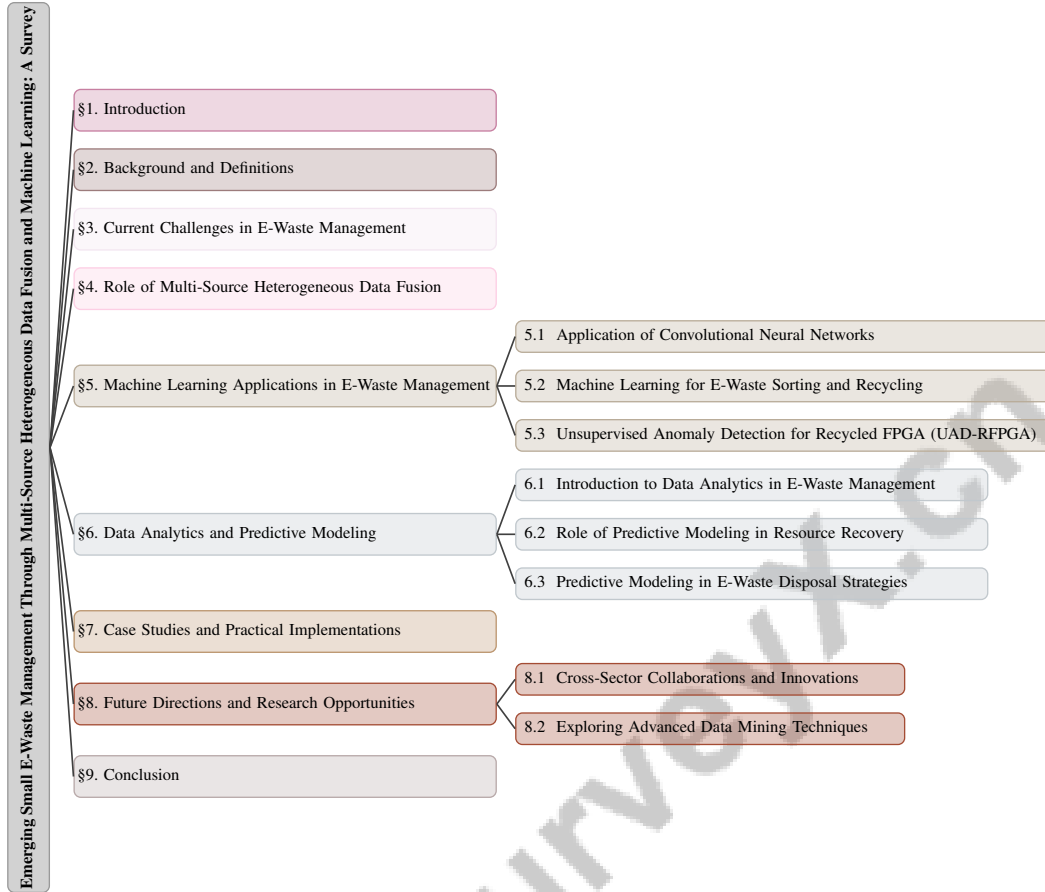 Emerging Small E-Waste Management Through Multi-Source Heterogeneous Data Fusion and Machine Learning: A Survey
§1. Introduction
§2. Background and Definitions
§3. Current Challenges in E-Waste Management
§4. Role of Multi-Source Heterogeneous Data Fusion
§5. Machine Learning Applications in E-Waste Management
5.1 Application of Convolutional Neural Networks
5.2 Machine Learning for E-Waste Sorting and Recycling
5.3 Unsupervised Anomaly Detection for Recycled FPGA (UAD-RFPGA)
§6. Data Analytics and Predictive Modeling
6.1 Introduction to Data Analytics in E-Waste Management
6.2 Role of Predictive Modeling in Resource Recovery
6.3 Predictive Modeling in E-Waste Disposal Strategies
§7. Case Studies and Practical Implementations
§8. Future Directions and Research Opportunities
8.1 Cross-Sector Collaborations and Innovations
8.2 Exploring Advanced Data Mining Techniques
§9. Conclusion
urveyx.cn